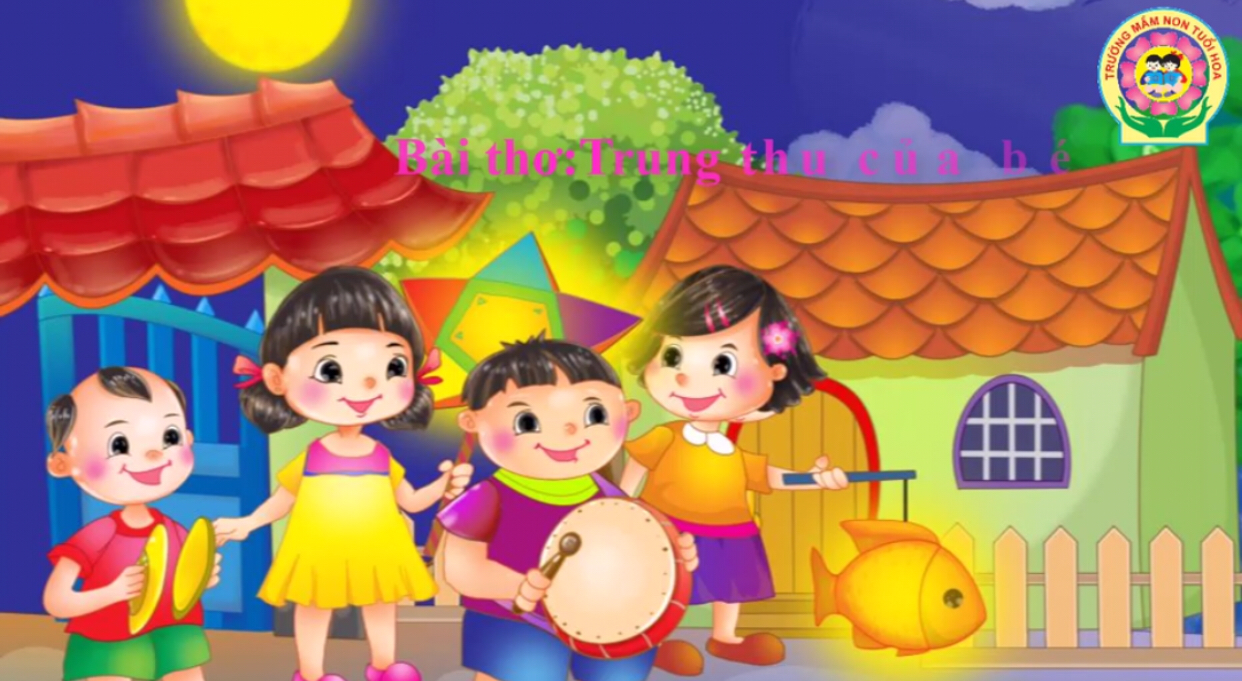 TRƯỜNG MẦM NON TUỔI HOA
Bài thơ:Trung thu của bé